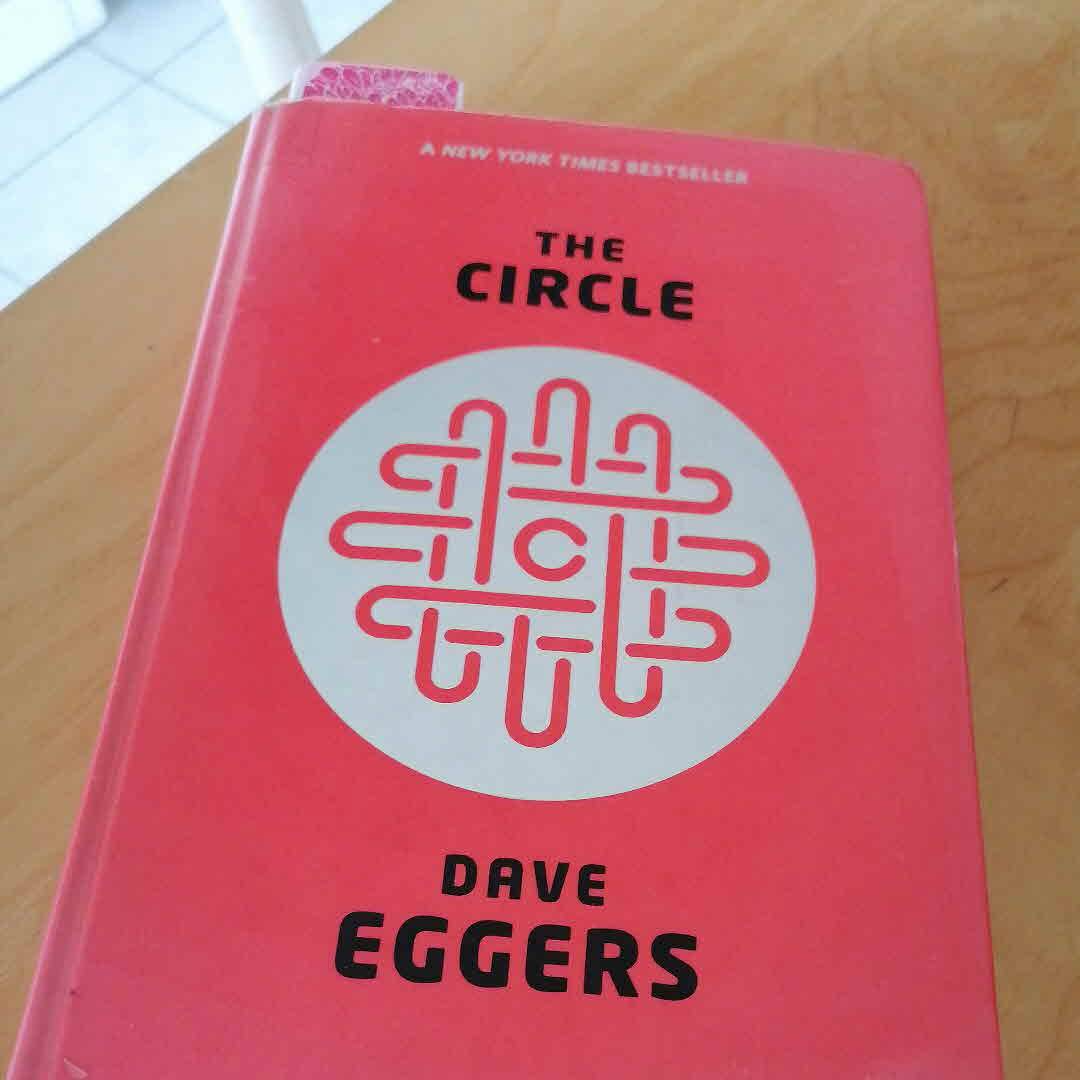 A NEW YORK TIMES BESTSELLER
THE
CIRCLE
C
DAVE
EGGERS